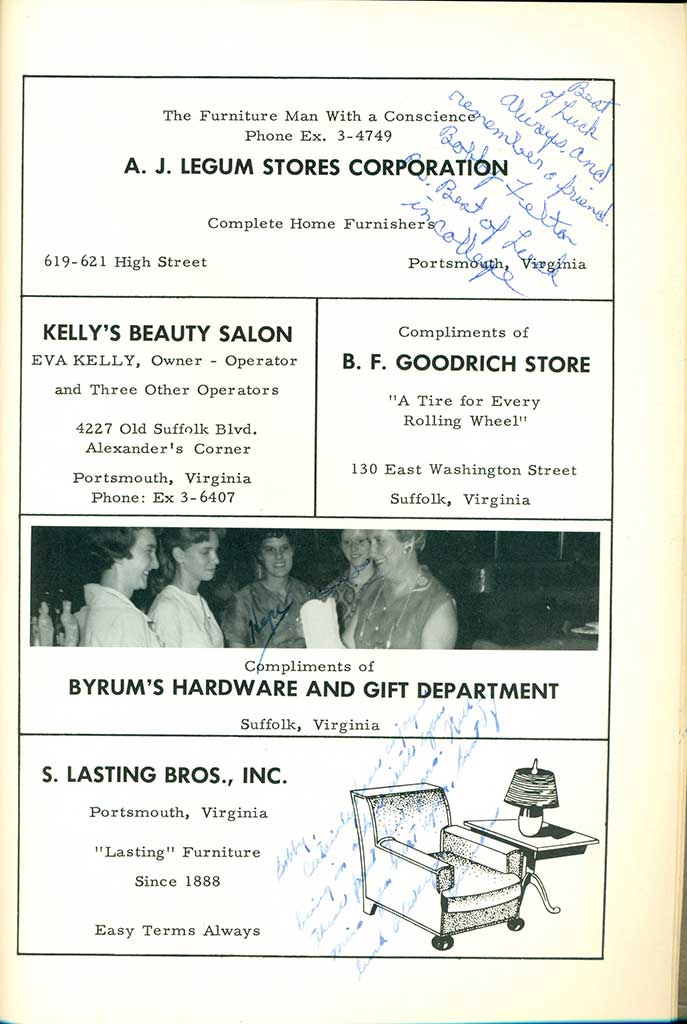 The Furniture Man With a Conscience
Phone Ex. 3-4749
A. J. LEGUM STORES CORPORATION
Complete Home Furnishers
619-621 High Street
Portsmouth, Virginia
Best
of Luck
always, and
remember a friend.
Bobby Felton
Best of Luck
in college
KELLY'S BEAUTY SALON
EVA KELLY, Owner - Operator
and Three Other Operators
4227 Old Suffolk Blvd.
Alexander's Corner
Portsmouth, Virginia
Phone: Ex 3-6407
Compliments of
B. F. GOODRICH STORE
"A Tire for Every
Rolling Wheel"
130 East Washington Street
Suffolk, Virginia
Compliments of
BYRUM'S HARDWARE AND GIFT DEPARTMENT
Suffolk, Virginia
S. LASTING BROS., INC.
Portsmouth, Virginia
"Lasting" Furniture
Since 1888
Easy Terms Always
Bobby,